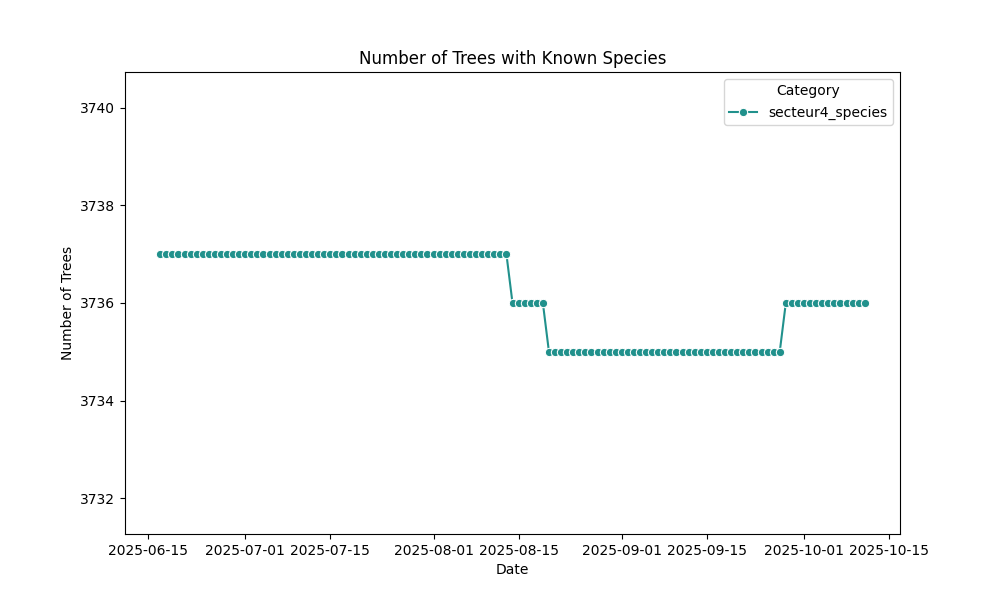 Number of Trees with Known Species
Category
secteur4_species
3740
3738
3736
3734
3732
Number of Trees
2025-06-15 2025-07-01 2025-07-15 2025-08-01 2025-08-15 2025-09-01 2025-09-15 2025-10-01 2025-10-15
Date